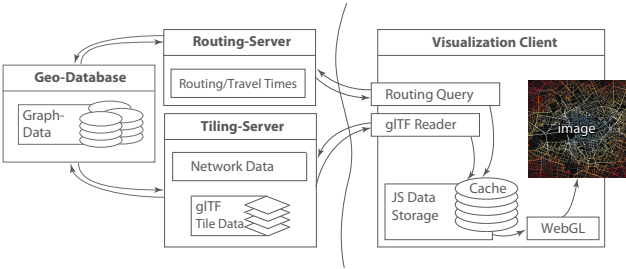 Routing-Server
Visualization Client
Geo-Database
Routing/Travel Times
Routing Query
Graph-
Data
Tiling-Server
glTF Reader
image
Network Data
Cache
glTF
Tile Data
JS Data
Storage
WebGL